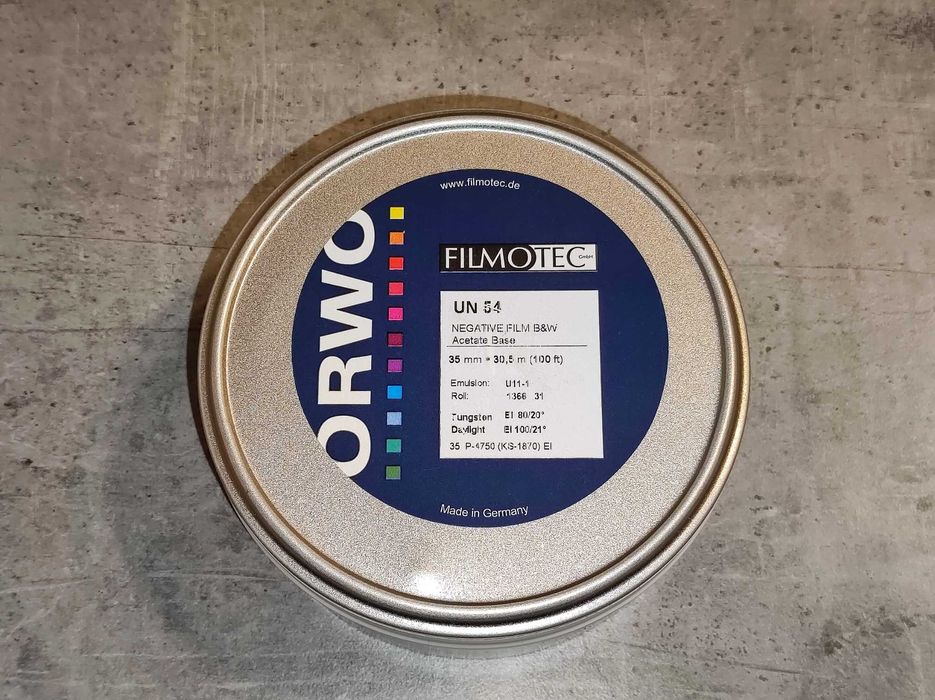 www.filmotec.de
ORWO
FILMOTEC GmbH
UN 54
NEGATIVE FILM B&W
Acetate Base
35 mm * 30,5 m (100 ft)
Emulsion: U11-1
Roll: 1366 31
Tungsten EI 80/20°
Daylight EI 100/21°
35 P-4750 (KS-1870) EI
Made in Germany